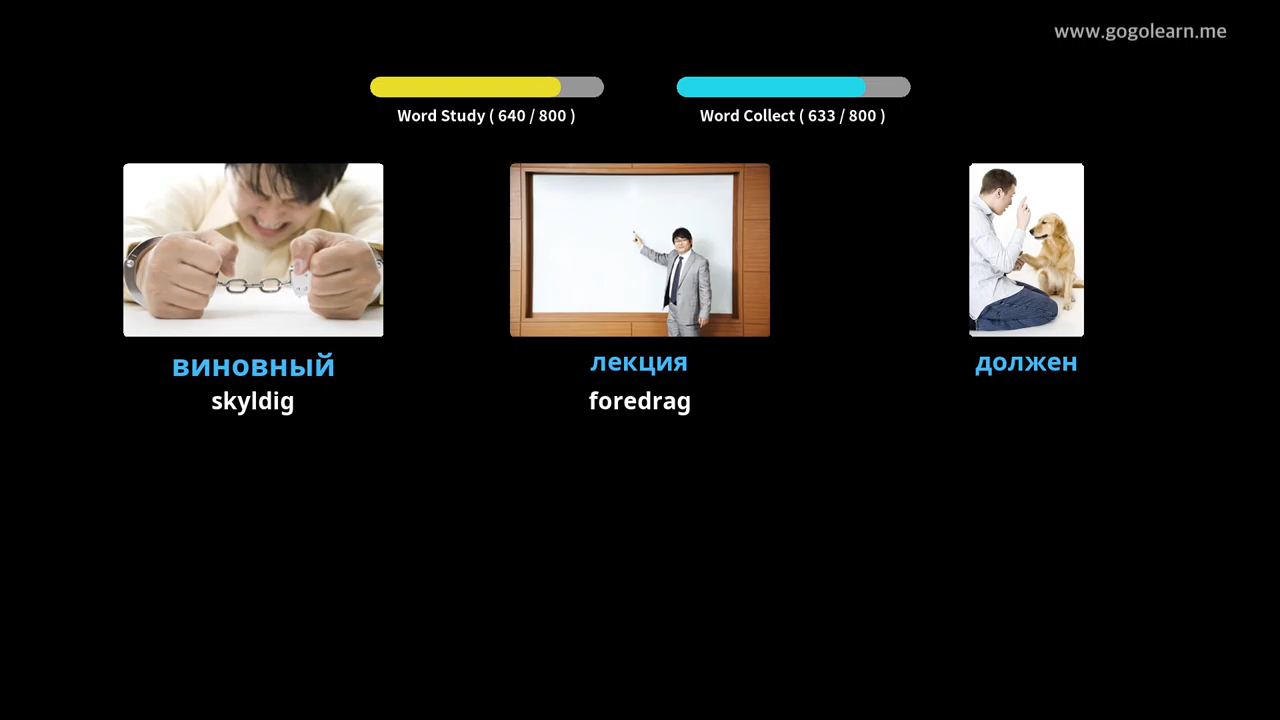 www.gogolearn.me
Word Study ( 640 / 800 )
Word Collect ( 633 / 800 )
виновный
лекция
должен
skyldig
foredrag